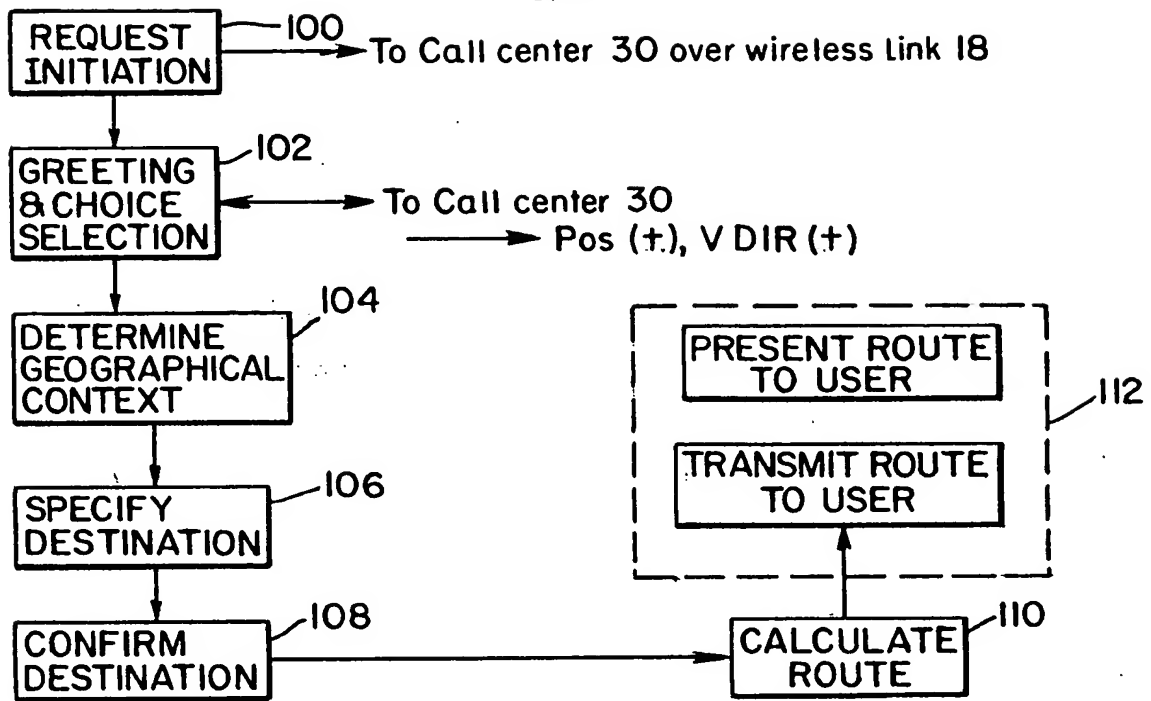 REQUEST
INITIATION
100
To Call center 30 over wireless Link 18
GREETING
& CHOICE
SELECTION
102
To Call center 30
Pos (+), V DIR (+)
DETERMINE
GEOGRAPHICAL
CONTEXT
104
SPECIFY
DESTINATION
106
CONFIRM
DESTINATION
108
PRESENT ROUTE
TO USER
TRANSMIT ROUTE
TO USER
112
CALCULATE
ROUTE
110